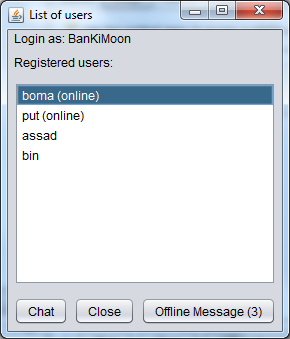 List of users
Login as: BanKiMoon
Registered users:
boma (online)
put (online)
assad
bin
Chat Close Offline Message (3)